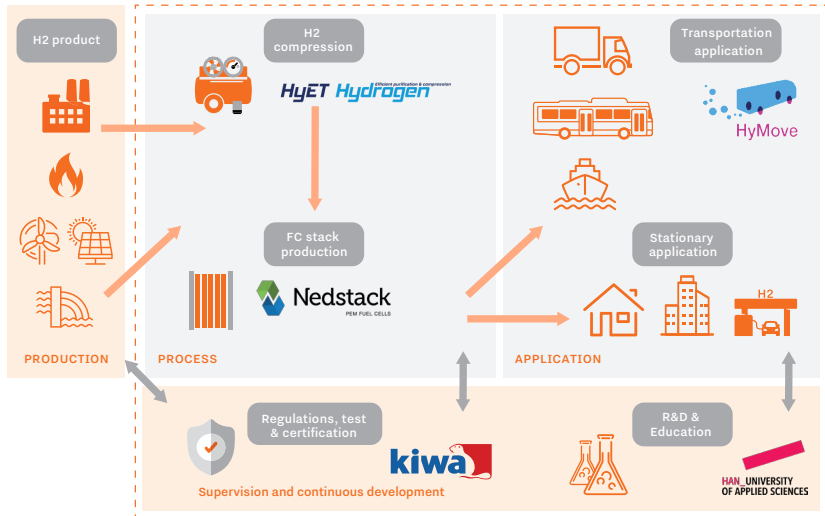 H2 product
H2
compression
Efficient purification & compression
HyET Hydrogen
Transportation
application
HyMove
FC stack
production
Nedstack
PEM FUEL CELLS
Stationary
application
H2
PRODUCTION
PROCESS
APPLICATION
Regulations, test
& certification
kiwa
Supervision and continuous development
R&D &
Education
HAN_UNIVERSITY
OF APPLIED SCIENCES